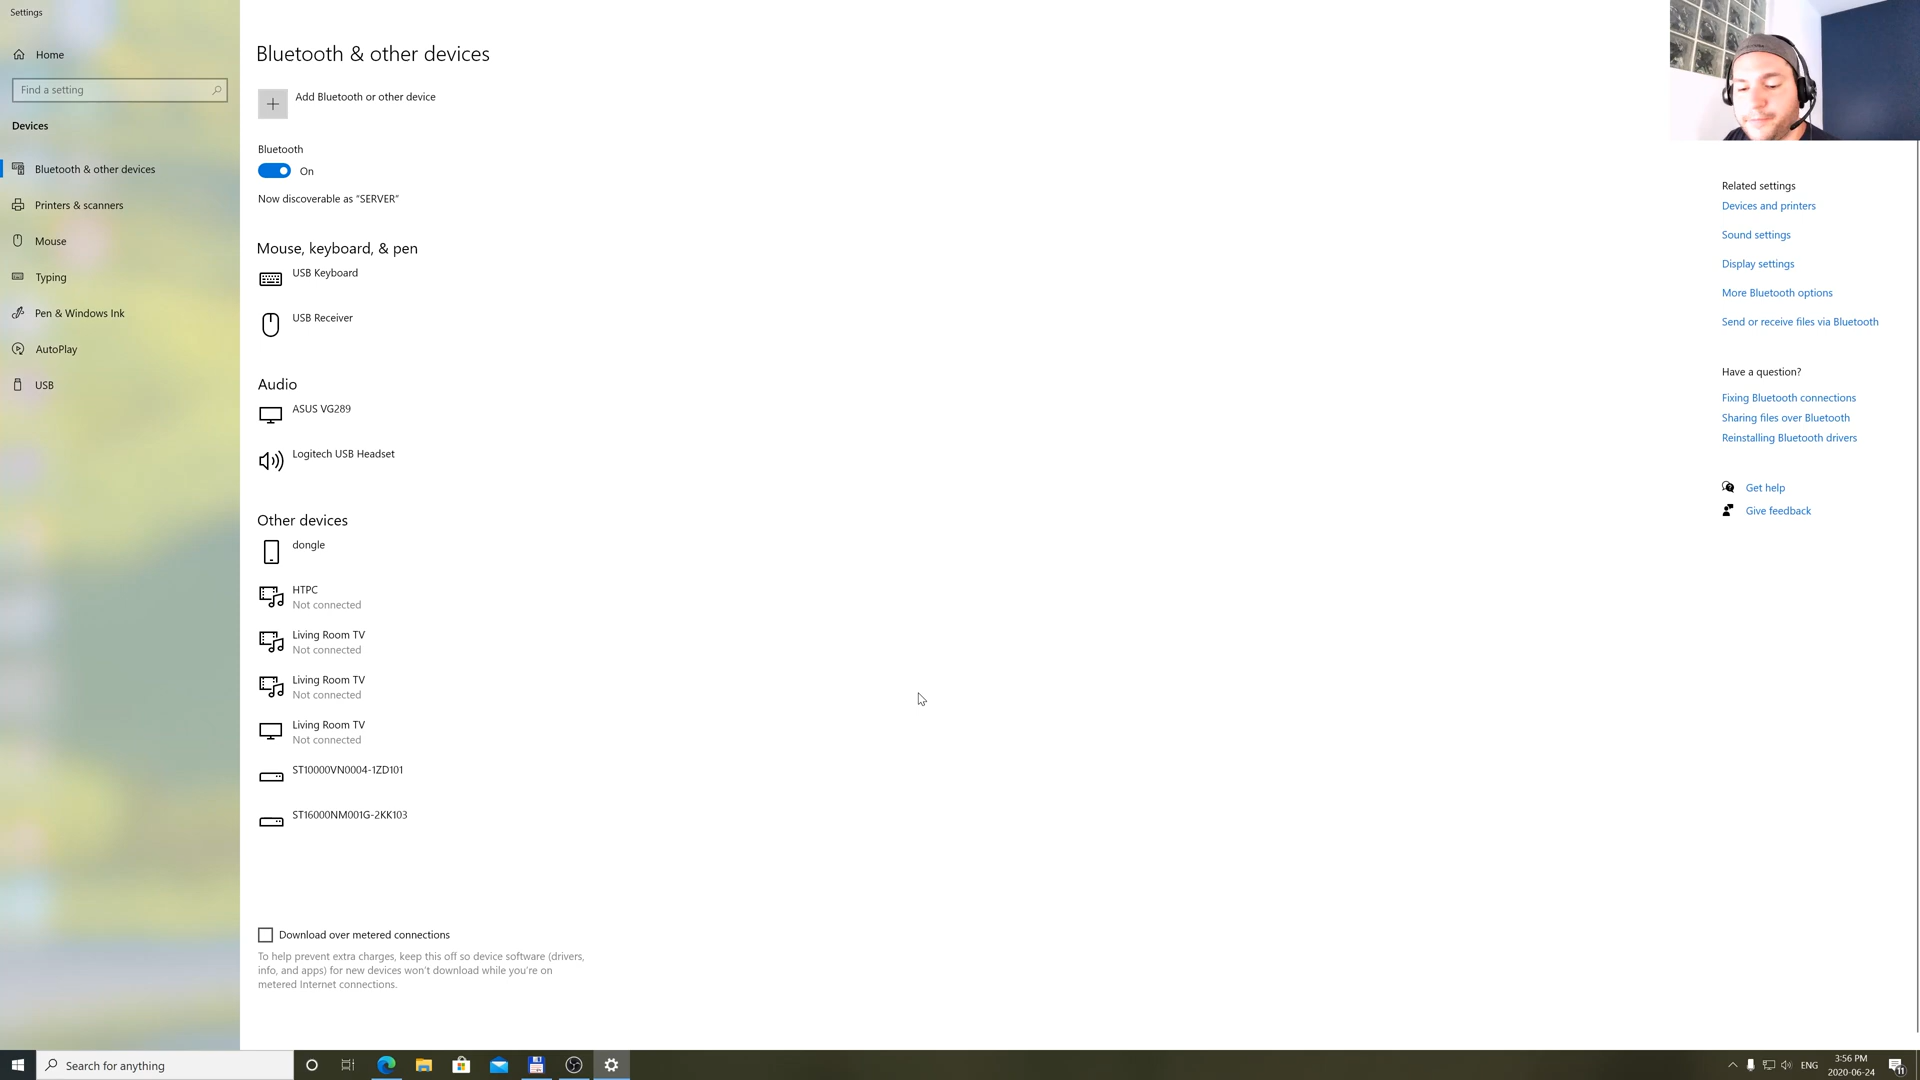 Settings
Home
Find a setting
Devices
Bluetooth & other devices
Printers & scanners
Mouse
Typing
Pen & Windows Ink
AutoPlay
USB
Bluetooth & other devices
Add Bluetooth or other device
Bluetooth
On
Now discoverable as “SERVER”
Mouse, keyboard, & pen
USB Keyboard
USB Receiver
Audio
ASUS VG289
Logitech USB Headset
Other devices
dongle
HTPC
Not connected
Living Room TV
Not connected
Living Room TV
Not connected
Living Room TV
Not connected
ST10000VN0004-1ZD101
ST16000NM001G-2KK103
Download over metered connections
To help prevent extra charges, keep this off so device software (drivers,
info, and apps) for new devices won’t download while you’re on
metered Internet connections.
Related settings
Devices and printers
Sound settings
Display settings
More Bluetooth options
Send or receive files via Bluetooth
Have a question?
Fixing Bluetooth connections
Sharing files over Bluetooth
Reinstalling Bluetooth drivers
Get help
Give feedback
Search for anything
ENG
3:56 PM
2020-06-24
11